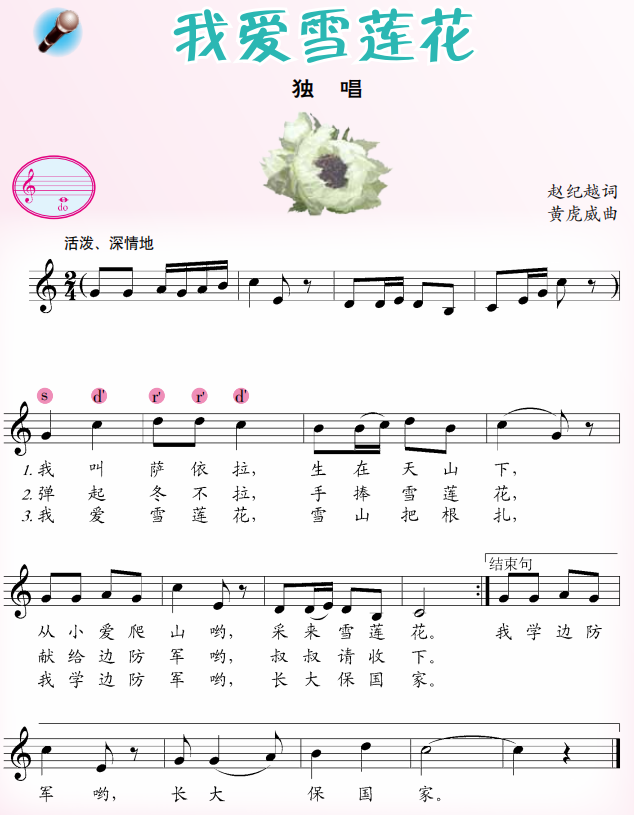 我爱雪莲花
独 唱
赵纪越词
黄虎威曲
do
活泼、深情地
2
4
s d' r' r' d'
1. 我 叫 萨 依 拉， 生 在 天 山 下，
2. 弹 起 冬 不 拉， 手 捧 雪 莲 花，
3. 我 爱 雪 莲 花， 雪 山 把 根 扎，
结束句
从 小 爱 爬 山 哟， 采 来 雪 莲 花。 我 学 边 防
献 给 边 防 军 哟， 叔 叔 请 收 下。
我 学 边 防 军 哟， 长 大 保 国 家。
军 哟， 长 大 保 国 家。